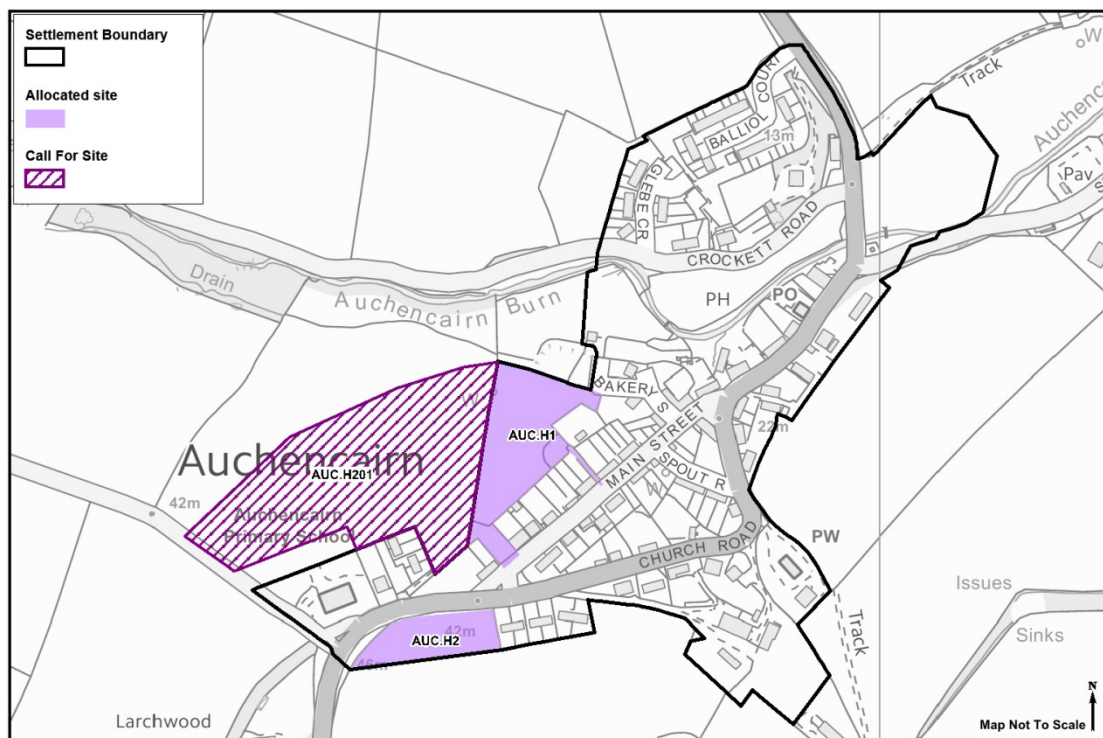 Settlement Boundary
Allocated site
Call For Site
Track
W
BALLIOL COURT
13m
GLEBE CR
Auchenca
Pav
S
CROCKETT ROAD
Drain
Auchencairn Burn
PH
PO
BAKERY S
W
AUC.H1
MAIN STREET
22m
Auchencairn
AUC.H201
SPOUT R
W
42m
Auchencairn
Primary School
PW
CHURCH ROAD
Issues
Sinks
42m
AUC.H2
46m
Track
Larchwood
N
Map Not To Scale